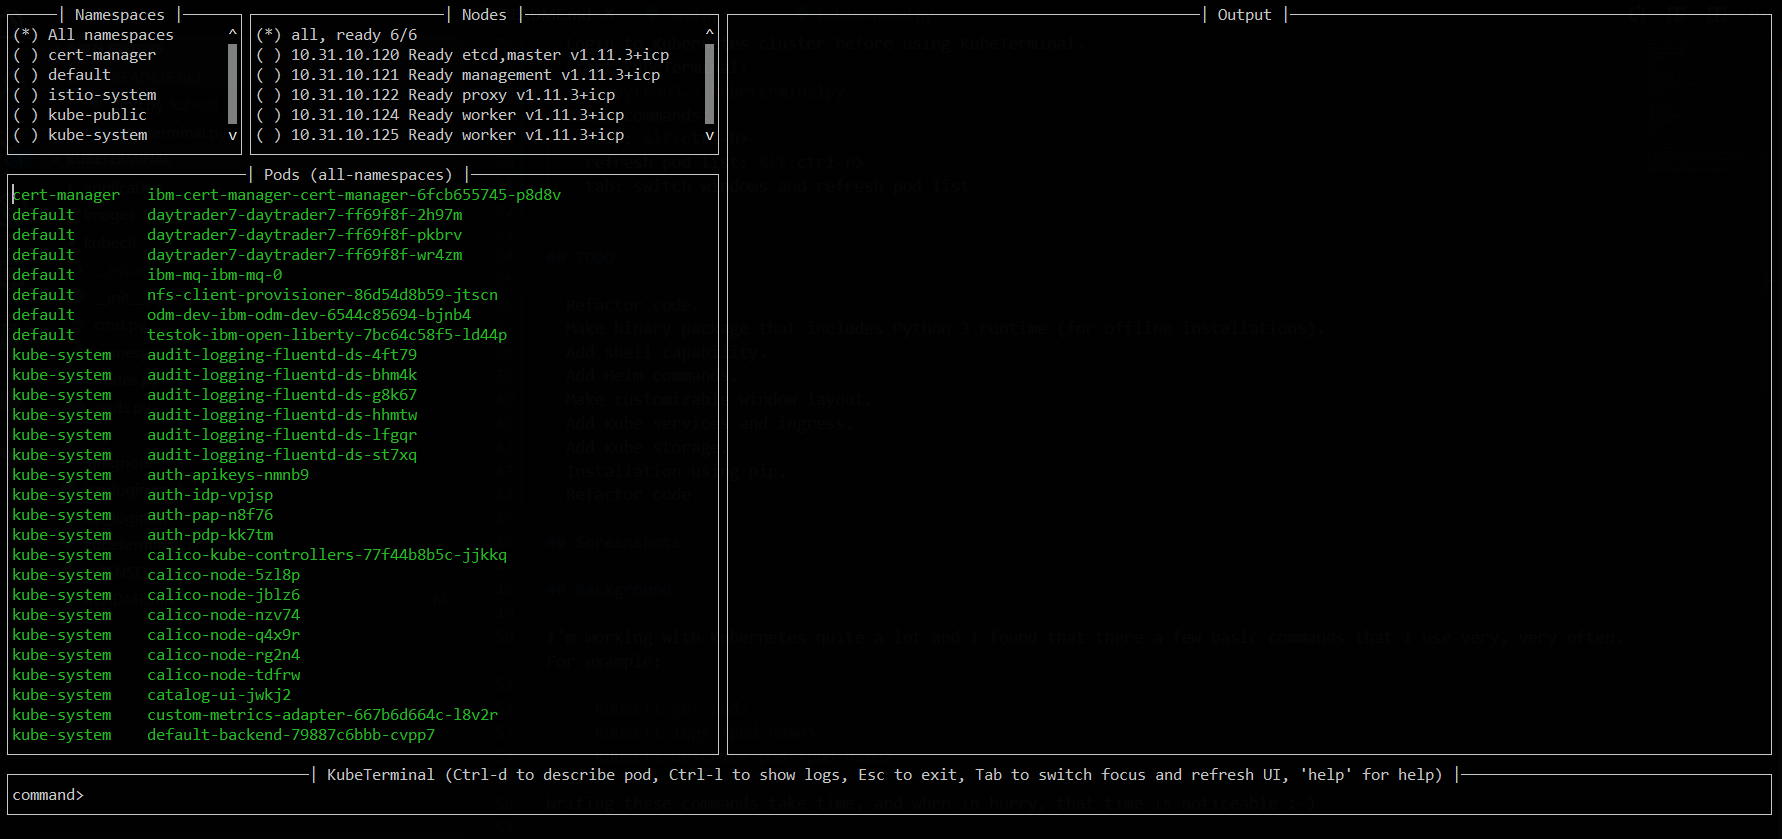 Namespaces
(*) All namespaces ^
( ) cert-manager
( ) default
( ) istio-system
( ) kube-public
( ) kube-system v
Nodes
(*) all, ready 6/6 ^
( ) 10.31.10.120 Ready etcd,master v1.11.3+icp
( ) 10.31.10.121 Ready management v1.11.3+icp
( ) 10.31.10.122 Ready proxy v1.11.3+icp
( ) 10.31.10.124 Ready worker v1.11.3+icp
( ) 10.31.10.125 Ready worker v1.11.3+icp v
Output
Pods (all-namespaces)
cert-manager ibm-cert-manager-cert-manager-6fcb655745-p8d8v
default daytrader7-daytrader7-ff69f8f-2h97m
default daytrader7-daytrader7-ff69f8f-pkbrv
default daytrader7-daytrader7-ff69f8f-wr4zm
default ibm-mq-ibm-mq-0
default nfs-client-provisioner-86d54d8b59-jtscn
default odm-dev-ibm-odm-dev-6544c85694-bjnb4
default testok-ibm-open-liberty-7bc64c58f5-ld44p
kube-system audit-logging-fluentd-ds-4ft79
kube-system audit-logging-fluentd-ds-bhm4k
kube-system audit-logging-fluentd-ds-g8k67
kube-system audit-logging-fluentd-ds-hhmtw
kube-system audit-logging-fluentd-ds-lfgqr
kube-system audit-logging-fluentd-ds-st7xq
kube-system auth-apikeys-nmnb9
kube-system auth-idp-vpjsp
kube-system auth-pap-n8f76
kube-system auth-pdp-kk7tm
kube-system calico-kube-controllers-77f44b8b5c-jjkkq
kube-system calico-node-5zl8p
kube-system calico-node-jblz6
kube-system calico-node-nzv74
kube-system calico-node-q4x9r
kube-system calico-node-rg2n4
kube-system calico-node-tdfrw
kube-system catalog-ui-jwkj2
kube-system custom-metrics-adapter-667b6d664c-l8v2r
kube-system default-backend-79887c6bbb-cvpp7
KubeTerminal (Ctrl-d to describe pod, Ctrl-l to show logs, Esc to exit, Tab to switch focus and refresh UI, 'help' for help)
command>